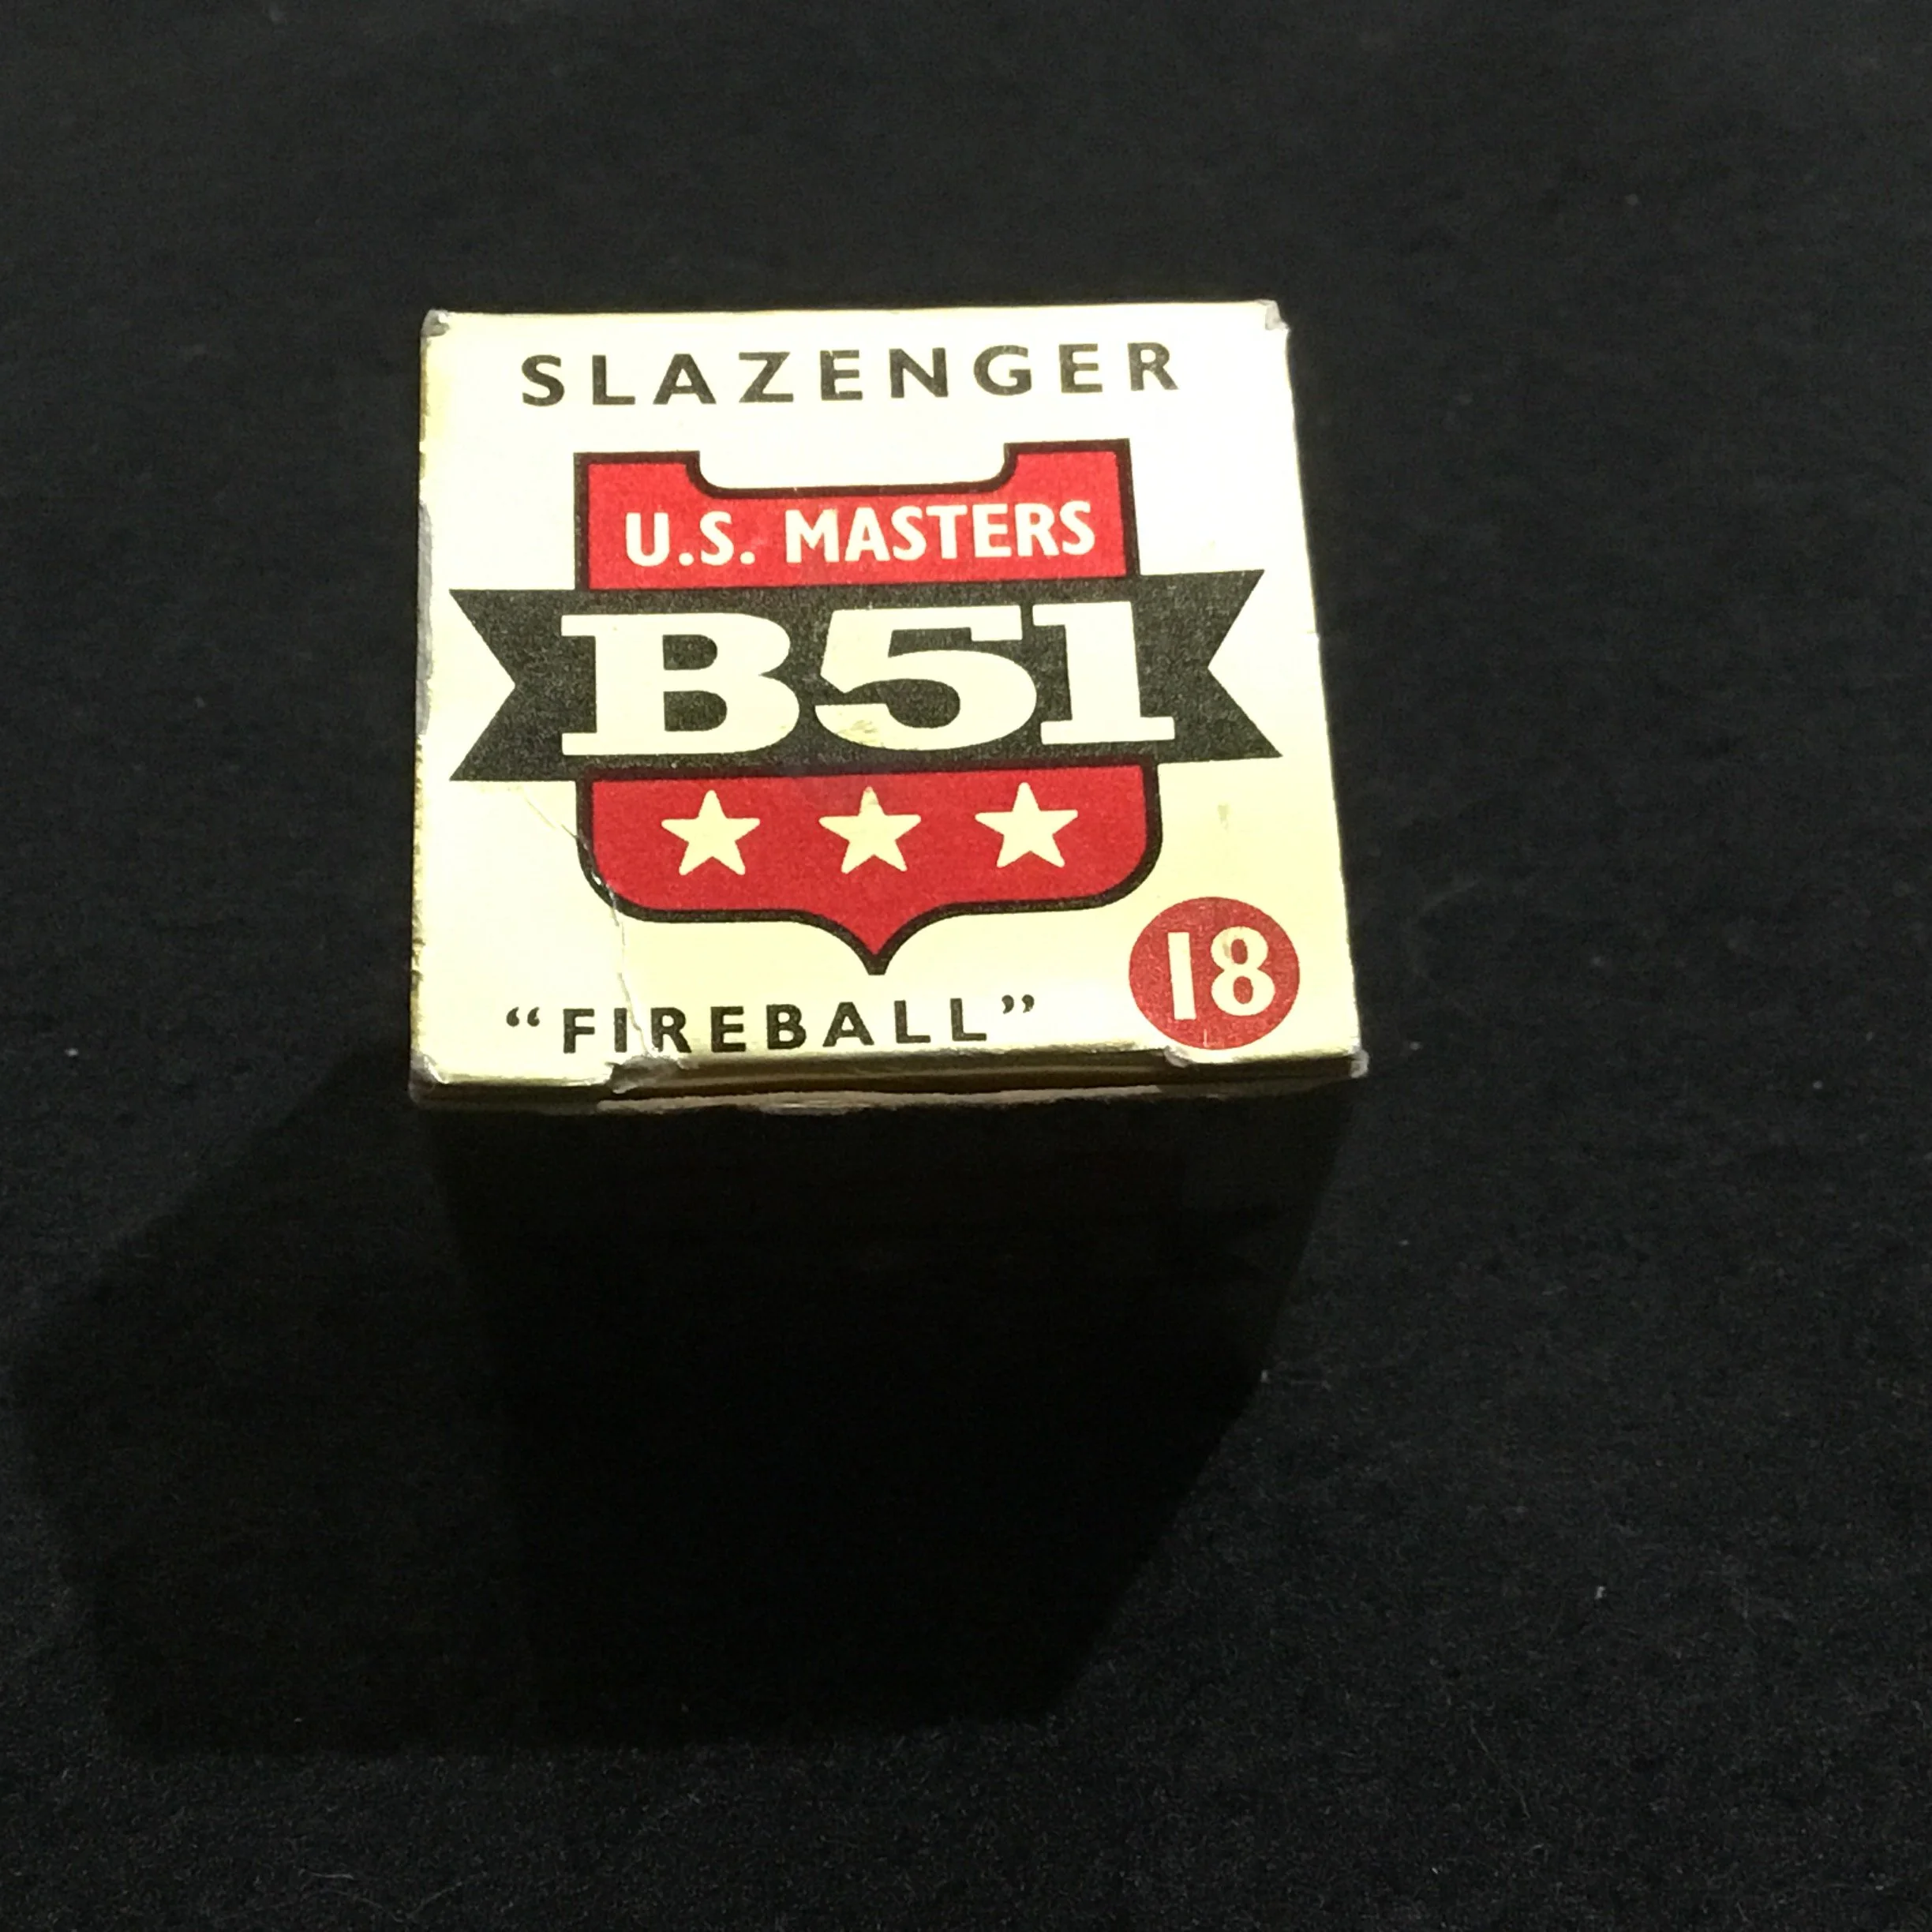 SLAZENGER
U.S. MASTERS
B51
18
“FIREBALL”